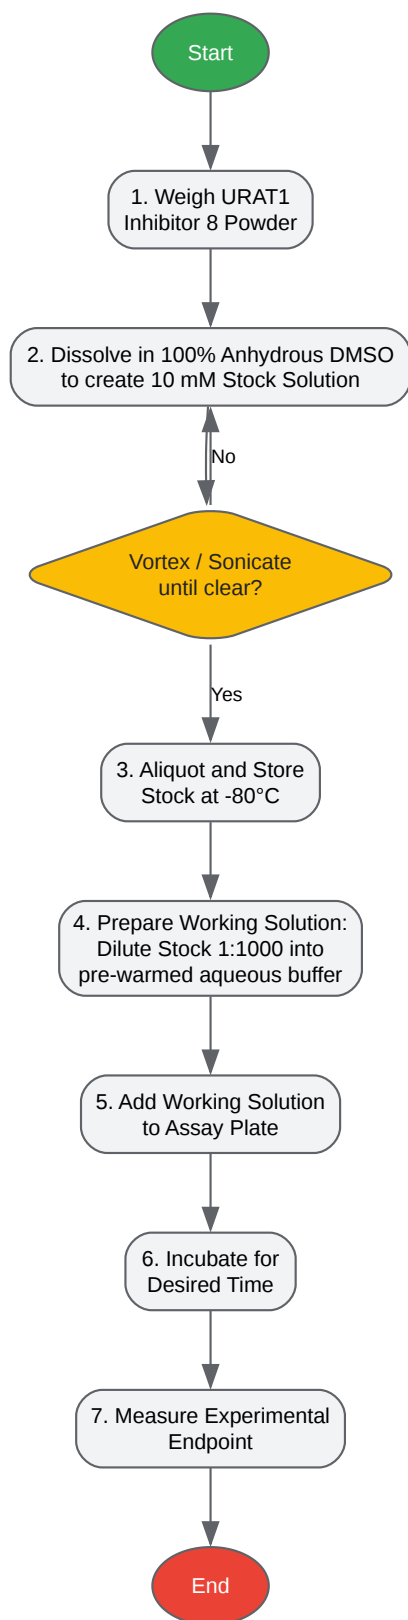 Start
1. Weigh URAT1
Inhibitor 8 Powder
2. Dissolve in 100% Anhydrous DMSO
to create 10 mM Stock Solution
No
Vortex / Sonicate
until clear?
Yes
3. Aliquot and Store
Stock at -80°C
4. Prepare Working Solution:
Dilute Stock 1:1000 into
pre-warmed aqueous buffer
5. Add Working Solution
to Assay Plate
6. Incubate for
Desired Time
7. Measure Experimental
Endpoint
End